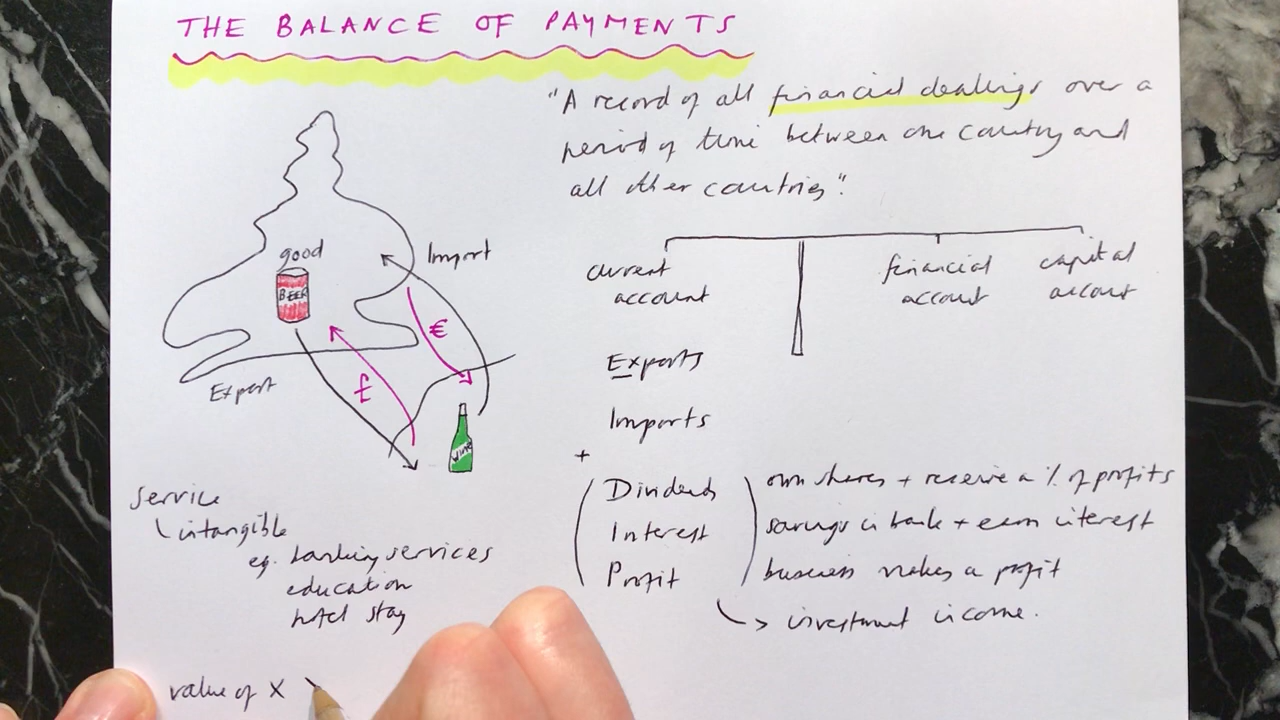 THE BALANCE OF PAYMENTS
"A record of all financial dealings over a
period of time between one country and
all other countries".
good
BEER
Import
€
£
Export
WINE
service
intangible
eg. banking services
education
hotel stay
value of X
current
account
financial
account
capital
account
Exports
Imports
+
Dividends
Interest
Profit
own shares + receive a % of profits
savings in bank + earn interest
business makes a profit
investment income.